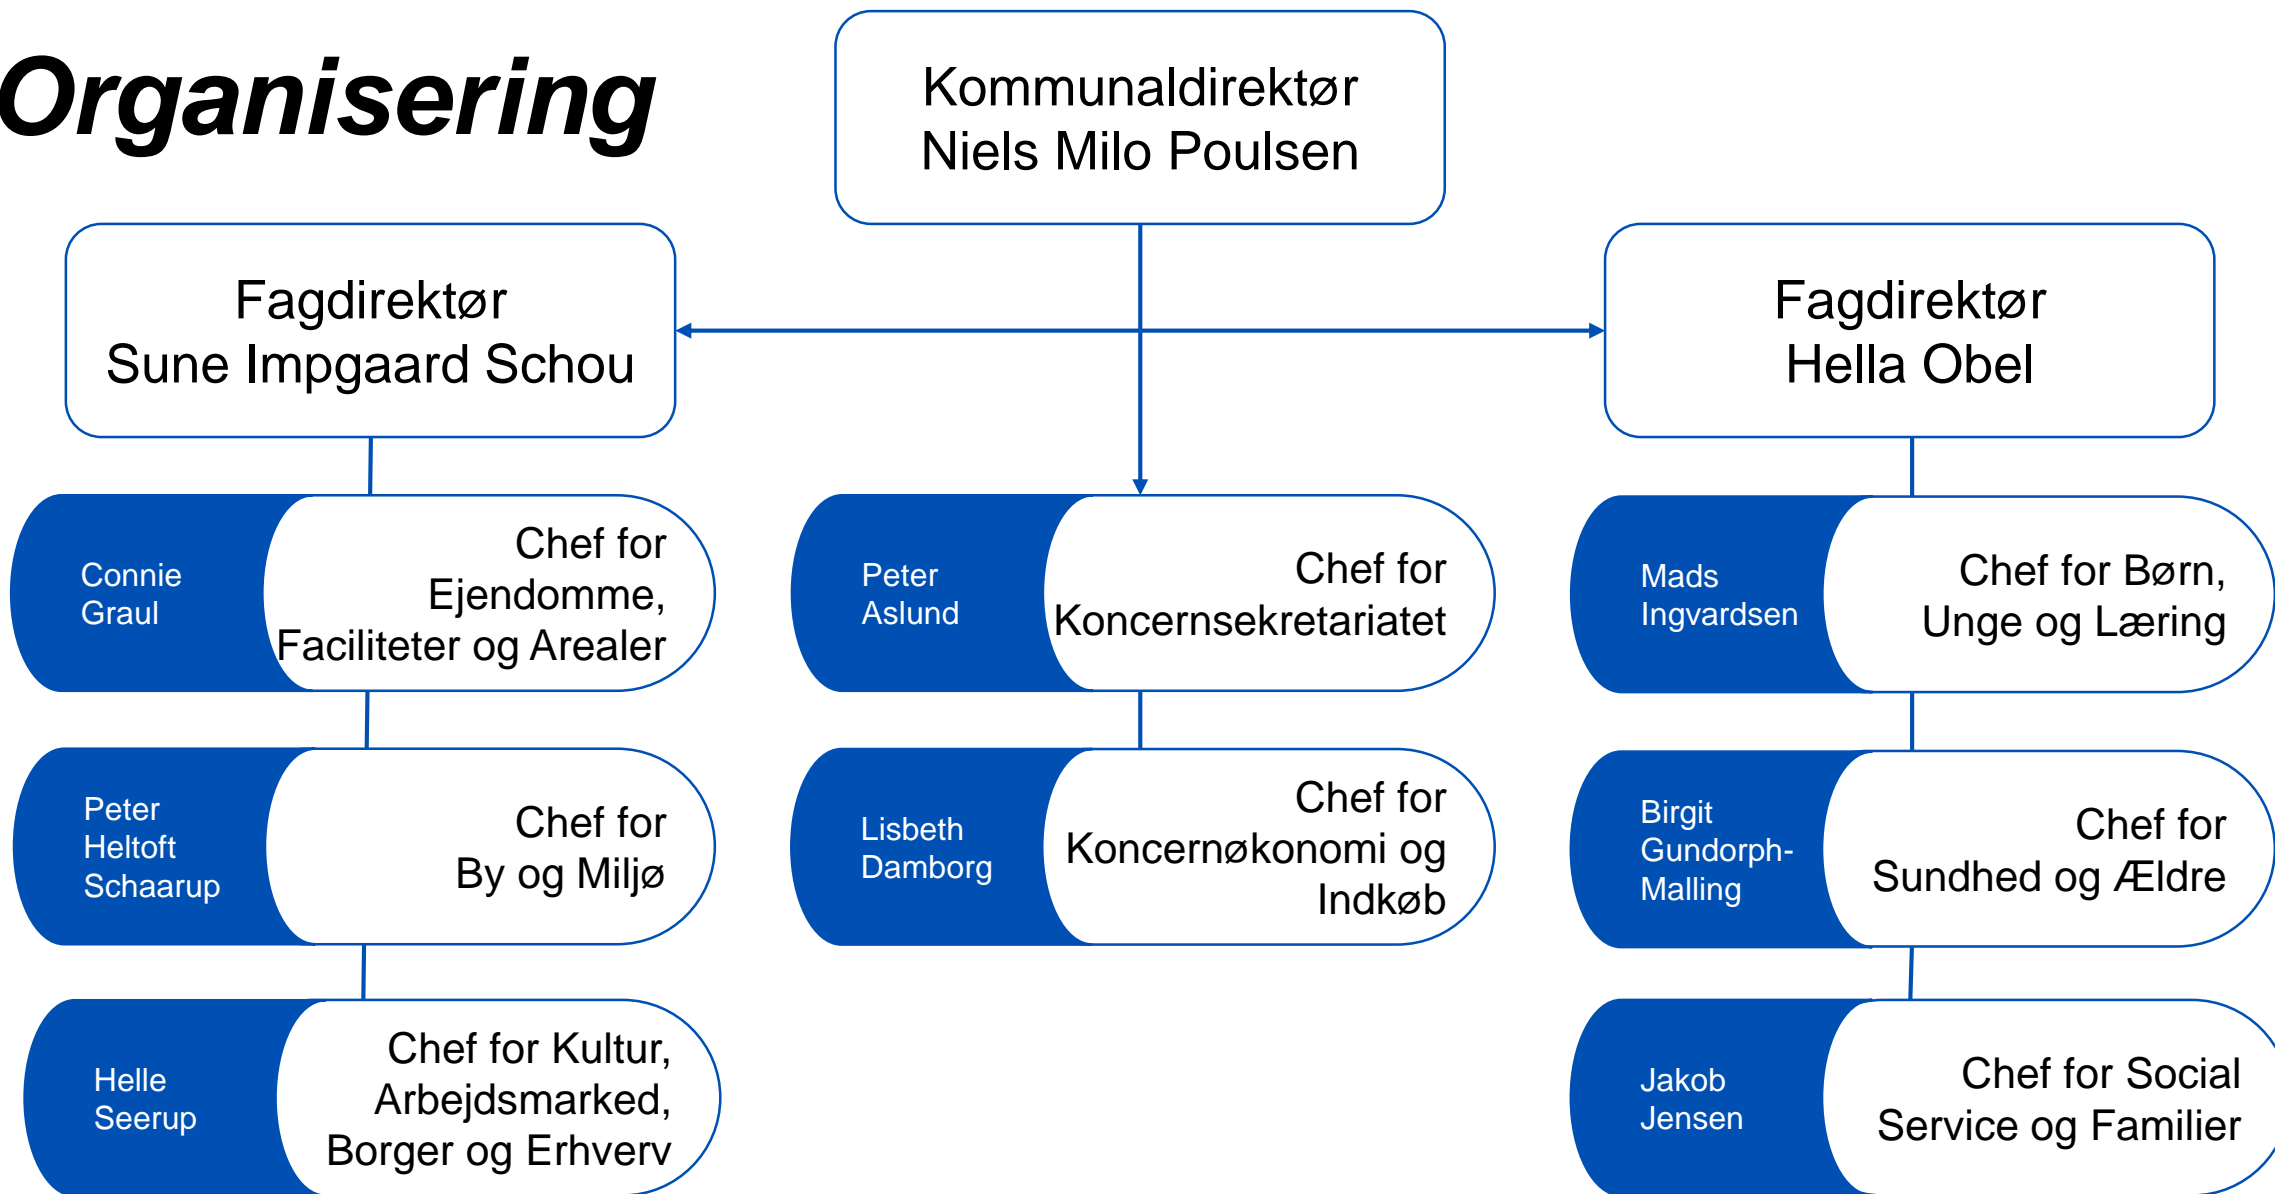 Organisering
Kommunaldirektør
Niels Milo Poulsen
Fagdirektør
Sune Impgaard Schou
Fagdirektør
Hella Obel
Connie
Graul
Chef for
Ejendomme,
Faciliteter og Arealer
Peter
Heltoft
Schaarup
Chef for
By og Miljø
Helle
Seerup
Chef for Kultur,
Arbejdsmarked,
Borger og Erhverv
Peter
Aslund
Chef for
Koncernsekretariatet
Lisbeth
Damborg
Chef for
Koncernøkonomi og
Indkøb
Mads
Ingvardsen
Chef for Børn,
Unge og Læring
Birgit
Gundorph-
Malling
Chef for
Sundhed og Ældre
Jakob
Jensen
Chef for Social
Service og Familier